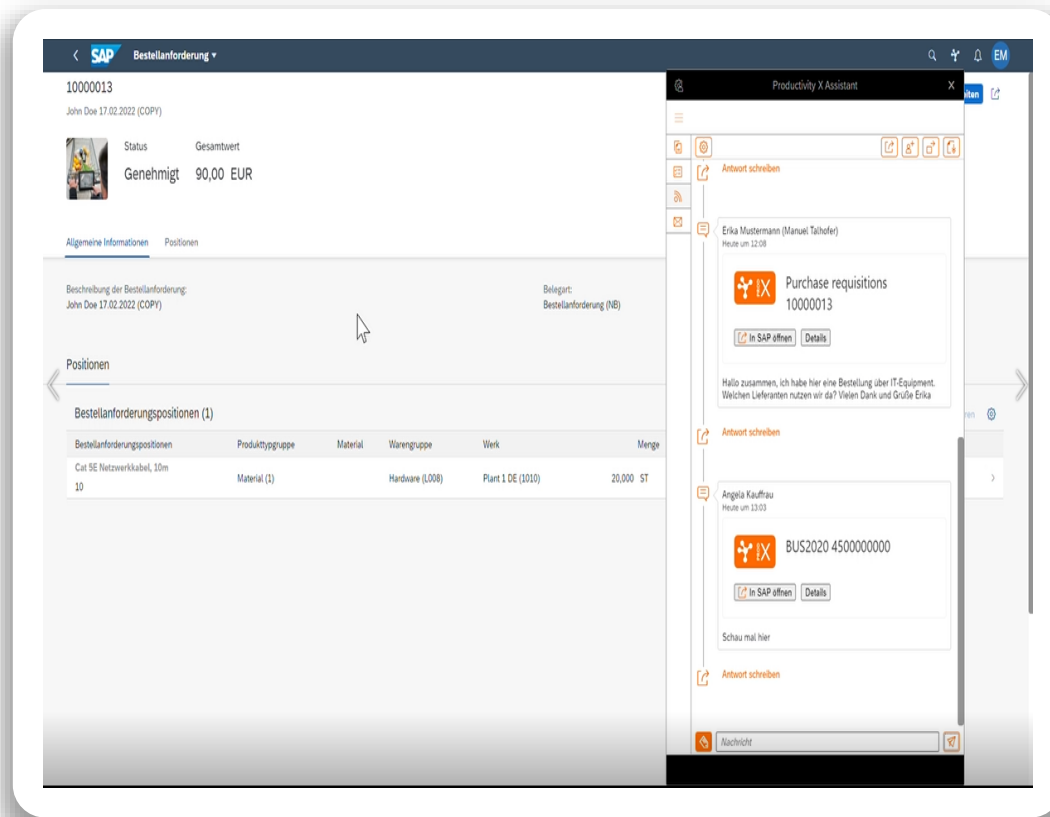 SAP Bestellanforderung
EM
10000013
John Doe 17.02.2022 (COPY)
Status Gesamtwert
Genehmigt 90,00 EUR
Allgemeine Informationen Positionen
Beschreibung der Bestellanforderung: Belegart:
John Doe 17.02.2022 (COPY) Bestellanforderung (NB)
Positionen
Bestellanforderungspositionen (1)
Bestellanforderungspositionen Produkttypgruppe Material Warengruppe Werk Menge
Cat 5E Netzwerkkabel, 10m
10 Material (1) Hardware (L008) Plant 1 DE (1010) 20,000 ST
Productivity X Assistant X
Antwort schreiben
Erika Mustermann (Manuel Talhofer)
Heute um 12:08
X Purchase requisitions
10000013
In SAP öffnen Details
Hallo zusammen, ich habe hier eine Bestellung über IT-Equipment.
Welchen Lieferanten nutzen wir da? Vielen Dank und Grüße Erika
Antwort schreiben
Angela Kauffrau
Heute um 13:03
X BUS2020 4500000000
In SAP öffnen Details
Schau mal hier
Antwort schreiben
Nachricht